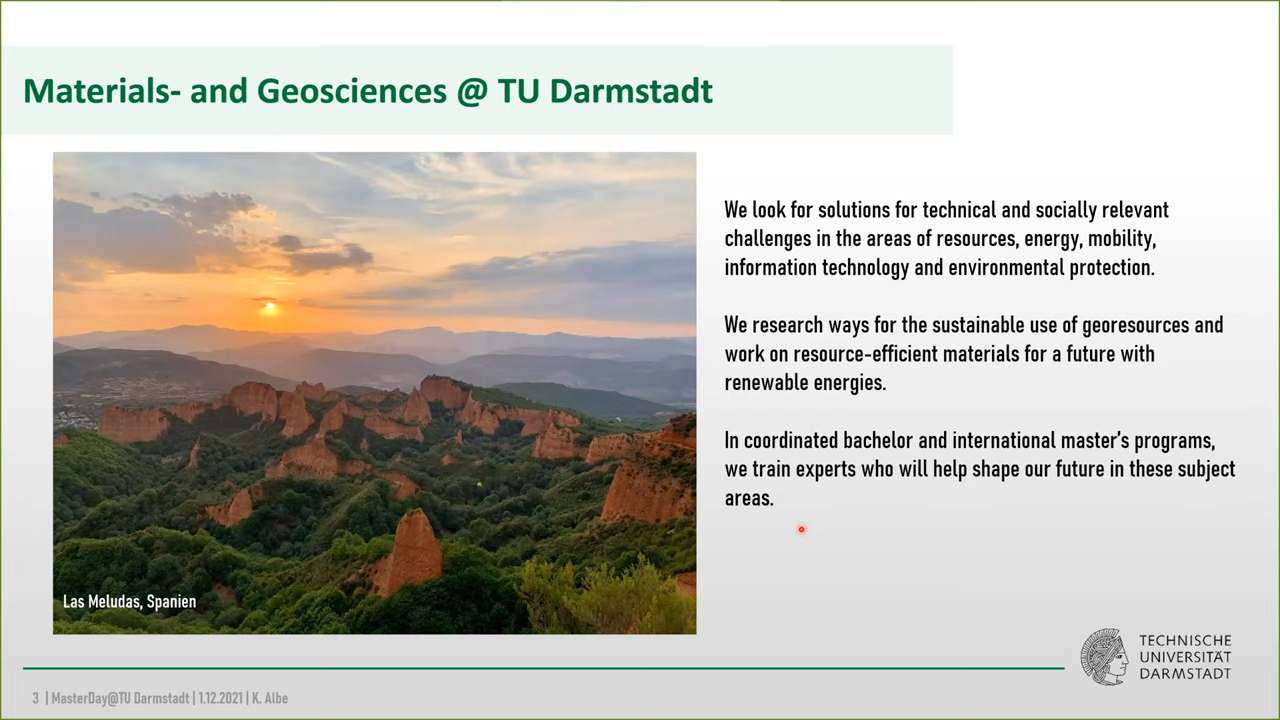 Materials- and Geosciences @ TU Darmstadt
We look for solutions for technical and socially relevant
challenges in the areas of resources, energy, mobility,
information technology and environmental protection.
We research ways for the sustainable use of georesources and
work on resource-efficient materials for a future with
renewable energies.
In coordinated bachelor and international master's programs,
we train experts who will help shape our future in these subject
areas.
Las Meludas, Spanien
TECHNISCHE
UNIVERSITÄT
DARMSTADT
3 | MasterDay@TU Darmstadt | 1.12.2021 | K. Albe